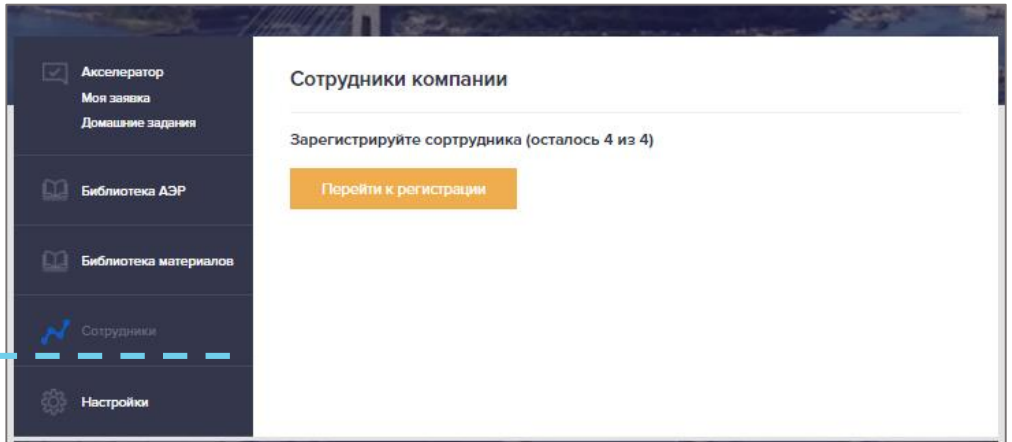 Акселератор
Моя заявка
Домашние задания
Библиотека АЭР
Библиотека материалов
Сотрудники
Настройки
Сотрудники компании
Зарегистрируйте сортрудника (осталось 4 из 4)
Перейти к регистрации